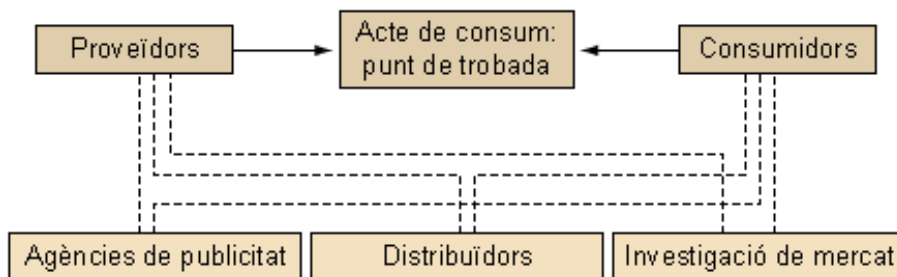 Proveïdors
Acte de consum:
punt de trobada
Consumidors
Agències de publicitat
Distribuïdors
Investigació de mercat